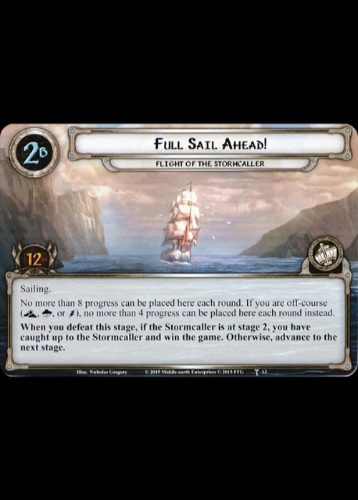 2B
FULL SAIL AHEAD!
FLIGHT OF THE STORMCALLER
12
Sailing.
No more than 8 progress can be placed here each round. If you are off-course
( , , or ), no more than 4 progress can be placed here each round instead.
When you defeat this stage, if the Stormcaller is at stage 2, you have
caught up to the Stormcaller and win the game. Otherwise, advance to the
next stage.
Illus. Nicholas Gregory © 2015 Middle-earth Enterprises © 2015 FFG